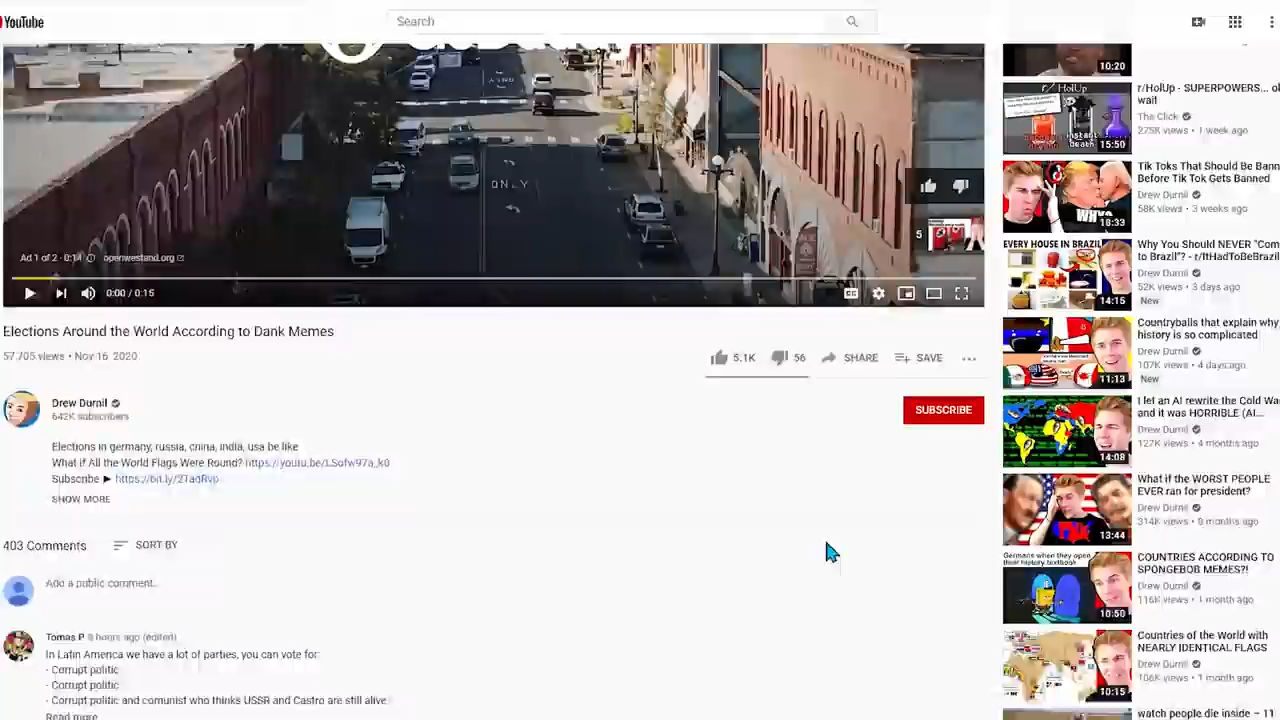 YouTube
Search
ONLY
Ad 1 of 2 · 0:14
openwestand.org
5
0:00 / 0:15
Elections Around the World According to Dank Memes
57,705 views • Nov 16, 2020
5.1K
56
SHARE
SAVE
Drew Durnil
642K subscribers
SUBSCRIBE
Elections in germany, russia, china, india, usa be like
What if All the World Flags Were Round?
Subscribe ►
SHOW MORE
403 Comments
SORT BY
Add a public comment..
Tomas P
hours ago (edited)
In Latin America we have a lot of parties, you can vote for:
- Corrupt politic
- Corrupt politic
- Corrupt politic and comunist who thinks USSR and Castro are still alive
Read more
10:20
r/HolUp
15:50
r/HolUp - SUPERPOWERS...
wait
The Click
275K views • 1 week ago
WHY
18:33
Tik Toks That Should Be Bann
Before Tik Tok Gets Banned
Drew Durnil
58K views • 3 weeks ago
EVERY HOUSE IN BRAZIL
14:15
Why You Should NEVER "Com
to Brazil"? - r/ItHadToBeBrazil
Drew Durnil
52K views • 3 days ago
New
11:13
Countryballs that explain why
history is so complicated
Drew Durnil
107K views • 4 days ago
New
14:08
I let an AI rewrite the Cold Wa
and it was HORRIBLE (AI...
Drew Durnil
127K views • 4 months ago
13:44
What if the WORST PEOPLE
EVER ran for president?
Drew Durnil
314K views • months ago
Germans when they open
their history textbook
10:50
COUNTRIES ACCORDING TO
SPONGEBOB MEMES?!
Drew Durnil
116K views • 1 month ago
10:15
Countries of the World with
NEARLY IDENTICAL FLAGS
Drew Durnil
106K views • 1 month ago
watch people die inside - 11